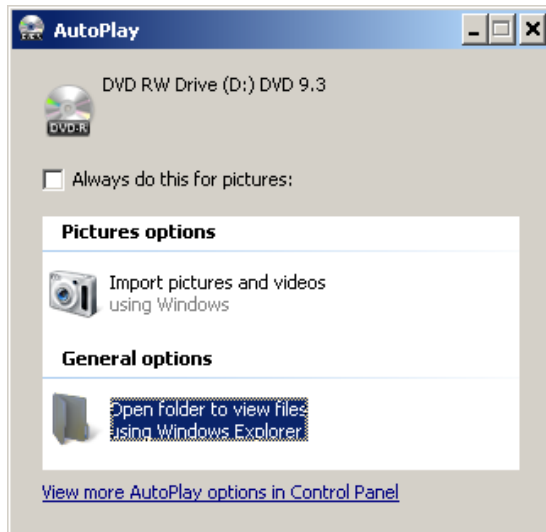 AutoPlay
DVD RW Drive (D:) DVD 9.3
DVD-R
Always do this for pictures:
Pictures options
Import pictures and videos
using Windows
General options
Open folder to view files
using Windows Explorer
View more AutoPlay options in Control Panel